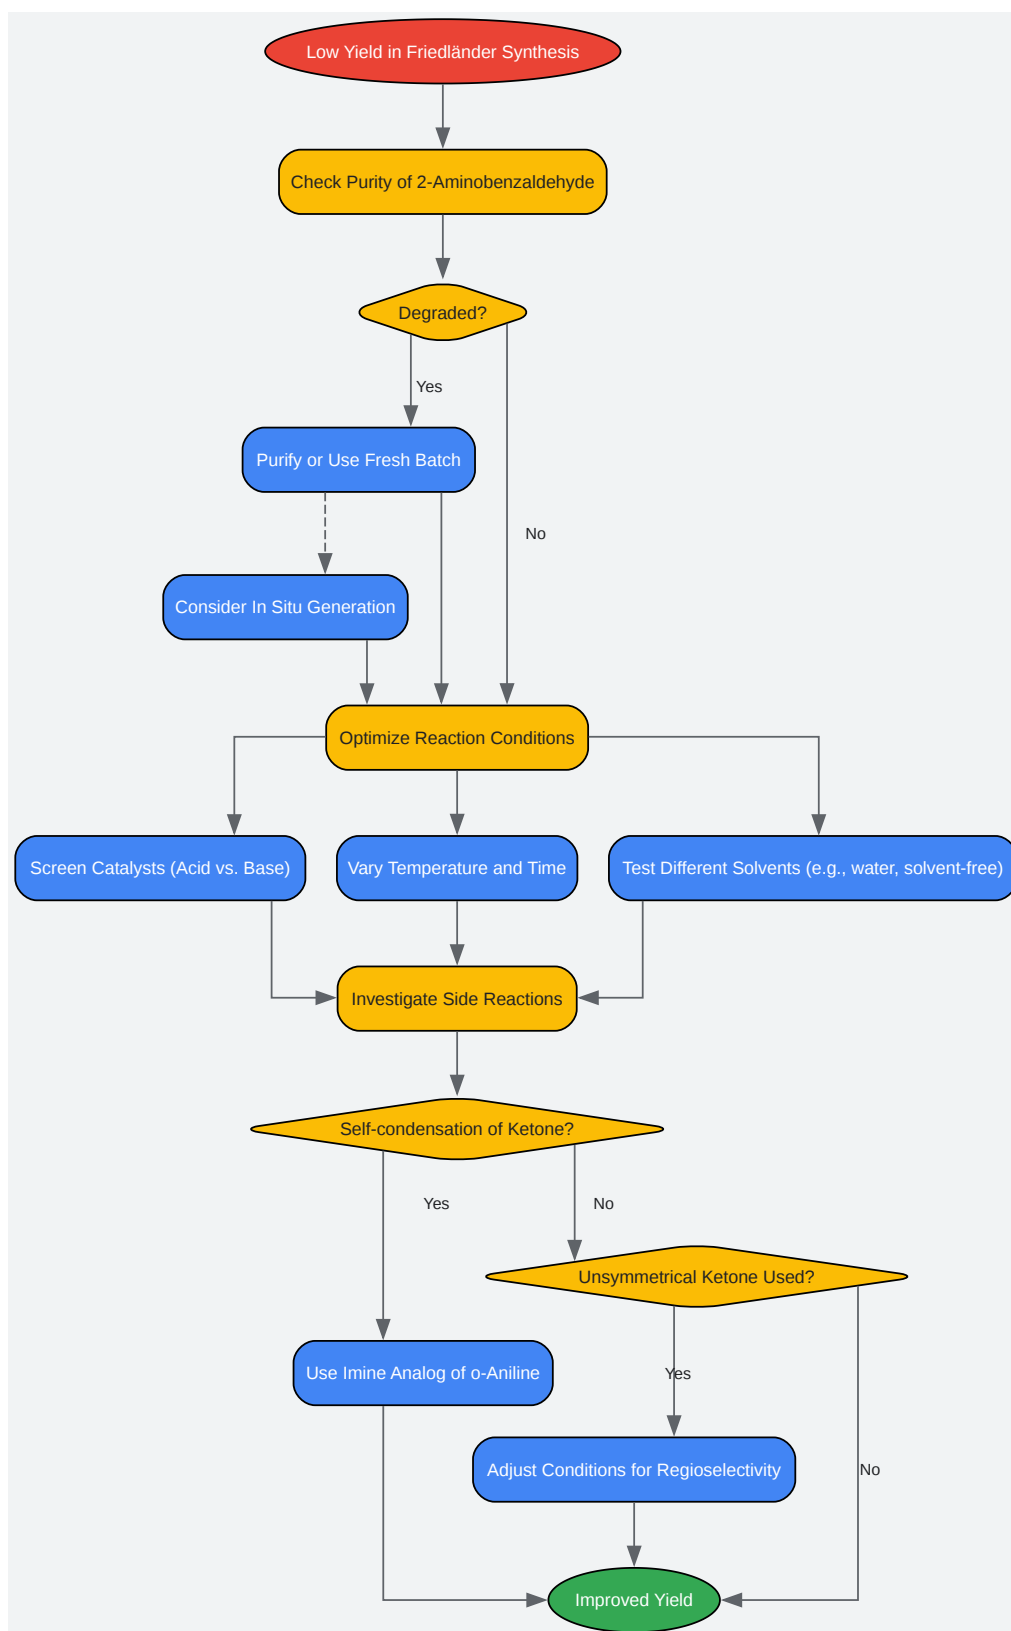 Low Yield in Friedländer Synthesis
Check Purity of 2-Aminobenzaldehyde
Degraded?
Yes
Purify or Use Fresh Batch
No
Consider In Situ Generation
Optimize Reaction Conditions
Screen Catalysts (Acid vs. Base)
Vary Temperature and Time
Test Different Solvents (e.g., water, solvent-free)
Investigate Side Reactions
Self-condensation of Ketone?
Yes
No
Unsymmetrical Ketone Used?
Use Imine Analog of o-Aniline
Yes
Adjust Conditions for Regioselectivity
No
Improved Yield